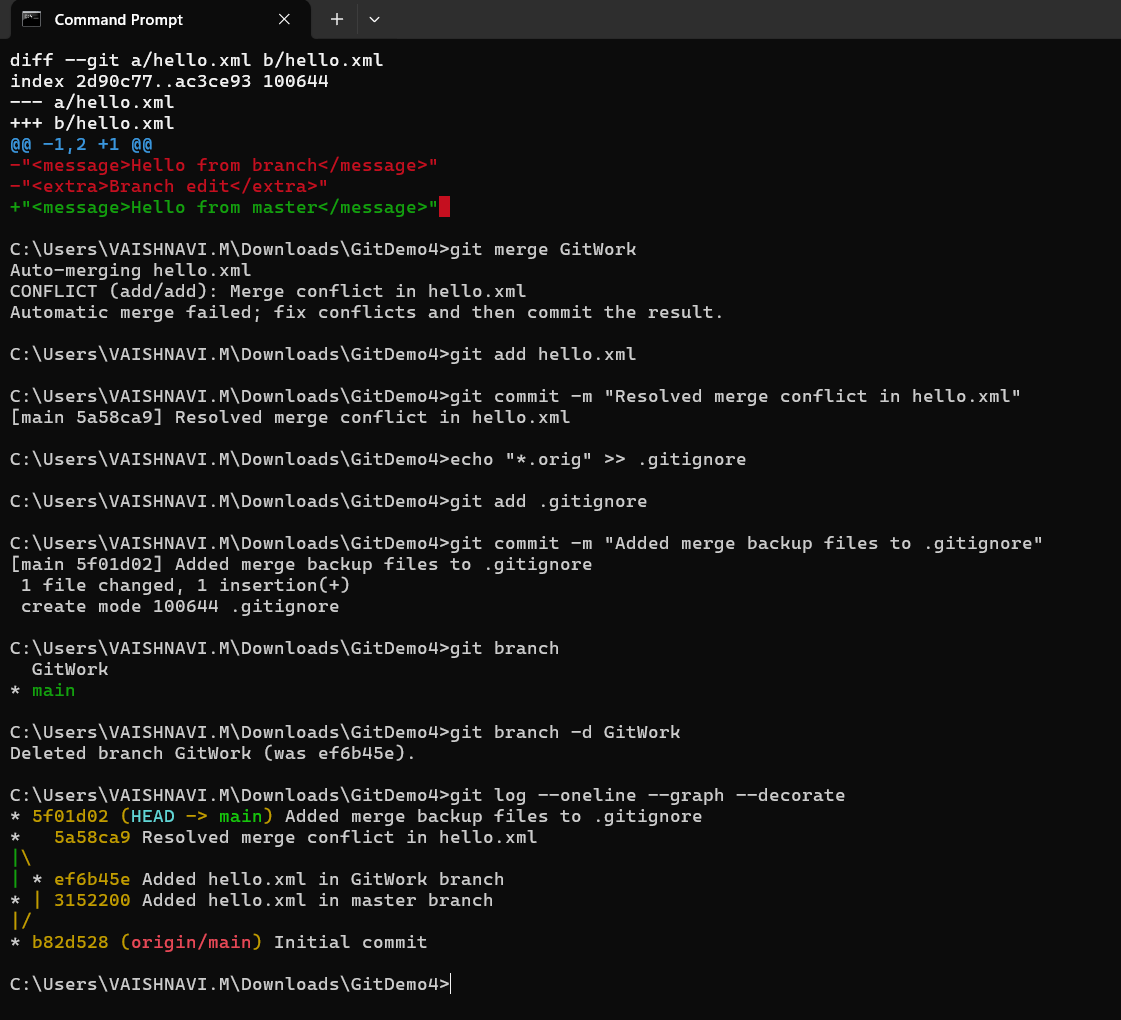 Command Prompt
diff --git a/hello.xml b/hello.xml
index 2d90c77..ac3ce93 100644
--- a/hello.xml
+++ b/hello.xml
@@ -1,2 +1 @@
-"<message>Hello from branch</message>"
-"<extra>Branch edit</extra>"
+"<message>Hello from master</message>"

C:\Users\VAISHNAVI.M\Downloads\GitDemo4>git merge GitWork
Auto-merging hello.xml
CONFLICT (add/add): Merge conflict in hello.xml
Automatic merge failed; fix conflicts and then commit the result.

C:\Users\VAISHNAVI.M\Downloads\GitDemo4>git add hello.xml

C:\Users\VAISHNAVI.M\Downloads\GitDemo4>git commit -m "Resolved merge conflict in hello.xml"
[main 5a58ca9] Resolved merge conflict in hello.xml

C:\Users\VAISHNAVI.M\Downloads\GitDemo4>echo "*.orig" >> .gitignore

C:\Users\VAISHNAVI.M\Downloads\GitDemo4>git add .gitignore

C:\Users\VAISHNAVI.M\Downloads\GitDemo4>git commit -m "Added merge backup files to .gitignore"
[main 5f01d02] Added merge backup files to .gitignore
 1 file changed, 1 insertion(+)
 create mode 100644 .gitignore

C:\Users\VAISHNAVI.M\Downloads\GitDemo4>git branch
  GitWork
* main

C:\Users\VAISHNAVI.M\Downloads\GitDemo4>git branch -d GitWork
Deleted branch GitWork (was ef6b45e).

C:\Users\VAISHNAVI.M\Downloads\GitDemo4>git log --oneline --graph --decorate
* 5f01d02 (HEAD -> main) Added merge backup files to .gitignore
*   5a58ca9 Resolved merge conflict in hello.xml
|\
| * ef6b45e Added hello.xml in GitWork branch
* | 3152200 Added hello.xml in master branch
|/
* b82d528 (origin/main) Initial commit

C:\Users\VAISHNAVI.M\Downloads\GitDemo4>